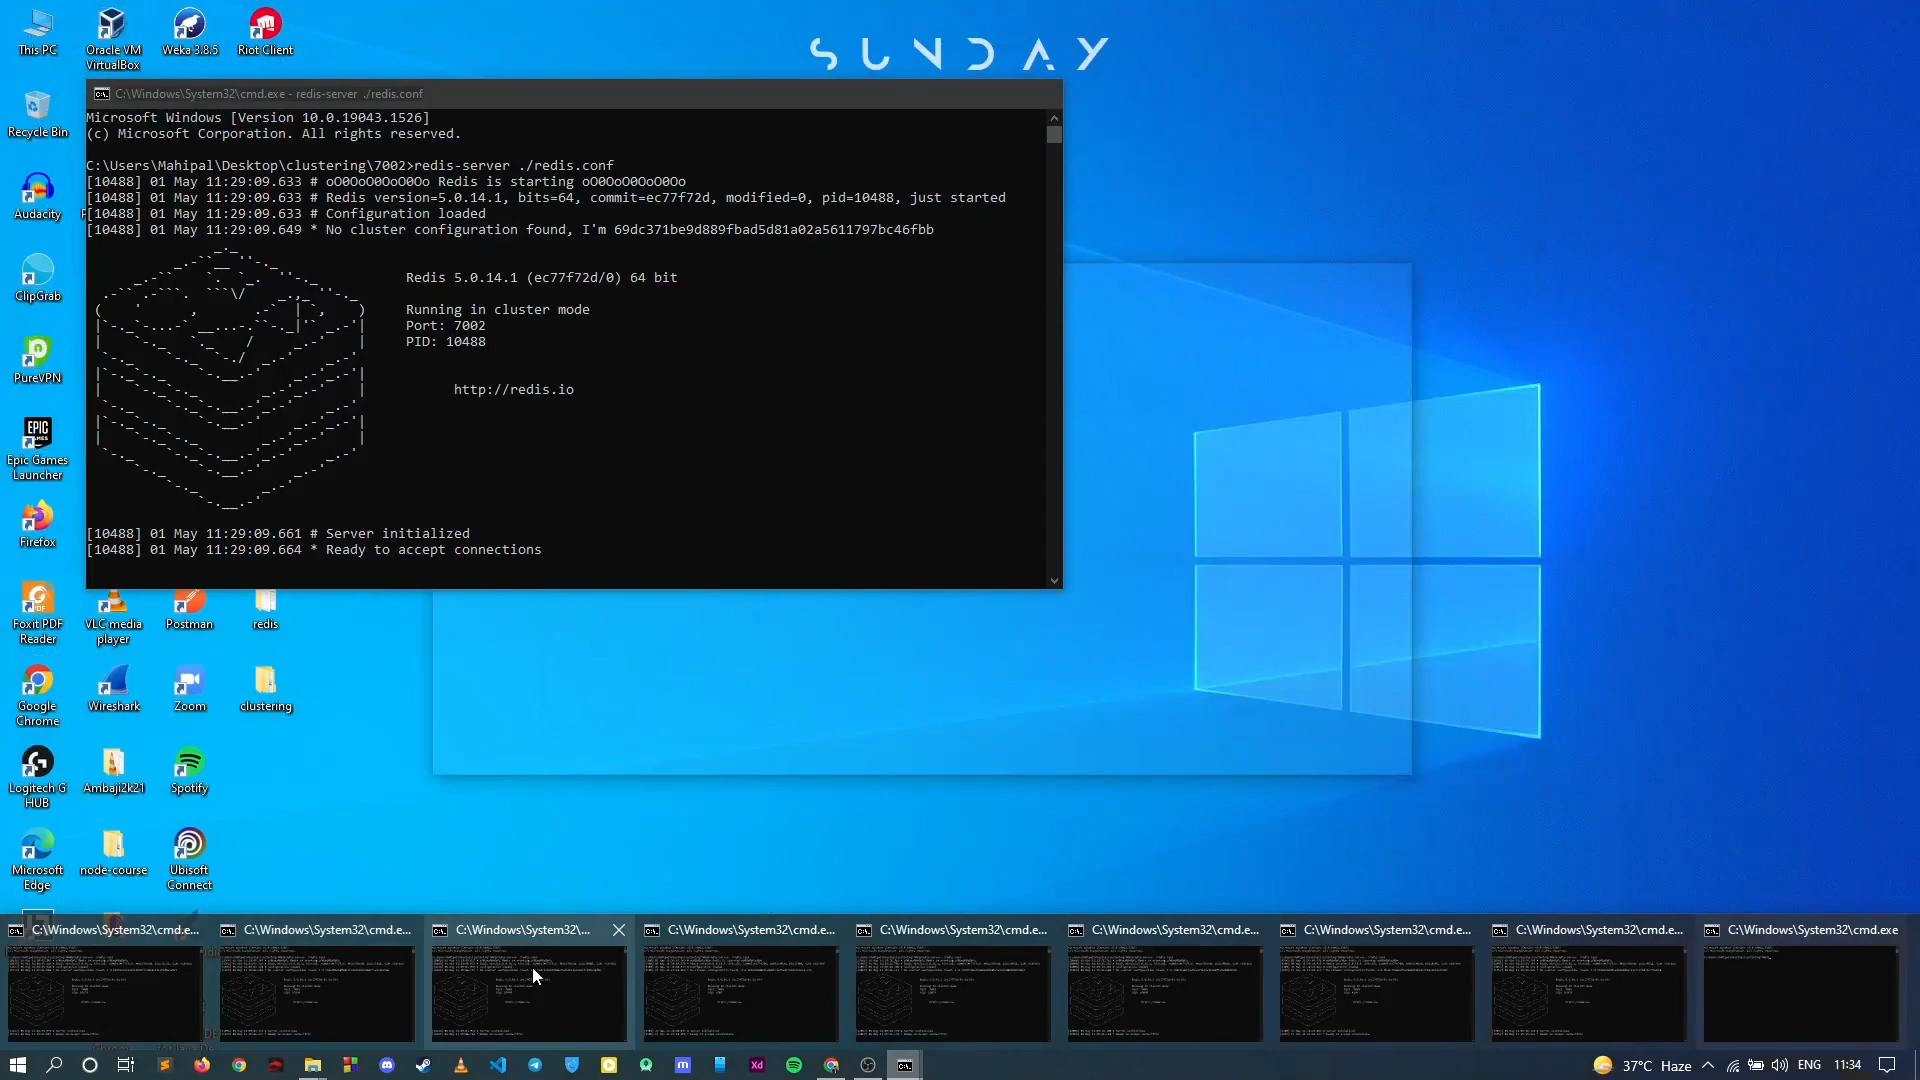 SUNDAY
This PC
Oracle VM
VirtualBox
Weka 3.8.5
Riot Client
C:\Windows\System32\cmd.exe - redis-server ./redis.conf
Microsoft Windows [Version 10.0.19043.1526]
(c) Microsoft Corporation. All rights reserved.
C:\Users\Mahipal\Desktop\clustering\7002>redis-server ./redis.conf
[10488] 01 May 11:29:09.633 # oO0OoO0OoO0Oo Redis is starting oO0OoO0OoO0Oo
[10488] 01 May 11:29:09.633 # Redis version=5.0.14.1, bits=64, commit=ec77f72d, modified=0, pid=10488, just started
[10488] 01 May 11:29:09.633 # Configuration loaded
[10488] 01 May 11:29:09.649 * No cluster configuration found, I'm 69dc371be9d889fbad5d81a02a5611797bc46fbb
Redis 5.0.14.1 (ec77f72d/0) 64 bit
Running in cluster mode
Port: 7002
PID: 10488
http://redis.io
[10488] 01 May 11:29:09.661 # Server initialized
[10488] 01 May 11:29:09.664 * Ready to accept connections
Recycle Bin
Audacity
ClipGrab
PureVPN
EPIC
GAMES
Epic Games
Launcher
Firefox
Foxit PDF
Reader
VLC media
player
Postman
redis
Google
Chrome
Wireshark
Zoom
clustering
Logitech G
HUB
Ambaji2k21
Spotify
Microsoft
Edge
node-course
Ubisoft
Connect
C:\Windows\System32\cmd.e...
C:\Windows\System32\cmd.e...
C:\Windows\System32\...
C:\Windows\System32\cmd.e...
C:\Windows\System32\cmd.e...
C:\Windows\System32\cmd.e...
C:\Windows\System32\cmd.e...
C:\Windows\System32\cmd.e...
C:\Windows\System32\cmd.exe
Xd
37°C Haze
ENG
11:34